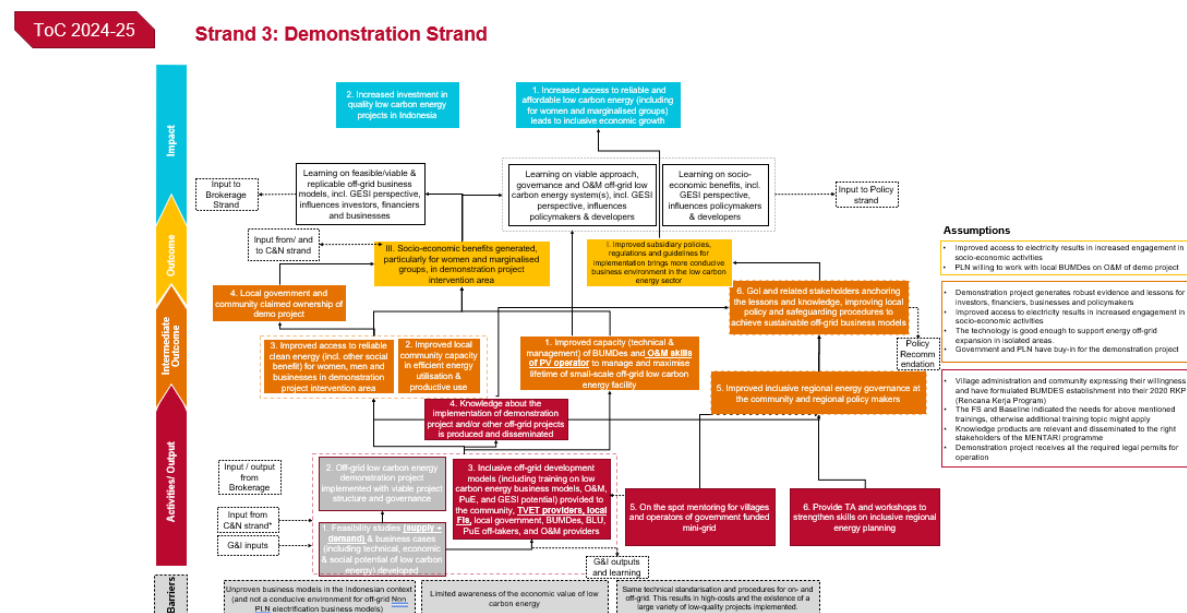 ToC 2024-25
Strand 3: Demonstration Strand
Impact
2. Increased investment in
quality low carbon energy
projects in Indonesia
1. Increased access to reliable and
affordable low carbon energy (including
for women and marginalised groups)
leads to inclusive economic growth
Input to
Brokerage
Strand
Learning on feasible/viable &
replicable off-grid business
models, incl. GESI perspective,
influences investors, financiers
and businesses
Learning on viable approach,
governance and O&M off-grid low
carbon energy system(s), incl. GESI
perspective, influences
policymakers & developers
Learning on socio-
economic benefits, incl.
GESI perspective,
influences policymakers
& developers
Input to Policy
strand
Outcome
Input from/ and
to C&N strand
III. Socio-economic benefits generated,
particularly for women and marginalised
groups, in demonstration project
intervention area
I. Improved subsidiary policies,
regulations and guidelines for
implementation brings more conducive
business environment in the low carbon
energy sector
Intermediate
Outcome
4. Local government and
community claimed ownership of
demo project
6. GoI and related stakeholders anchoring
the lessons and knowledge, improving local
policy and safeguarding procedures to
achieve sustainable off-grid business models
3. Improved access to reliable
clean energy (incl. other social
benefit) for women, men and
businesses in demonstration
project intervention area
2. Improved local
community capacity
in efficient energy
utilisation &
productive use
1. Improved capacity (technical &
management) of BUMDes and O&M skills
of PV operator to manage and maximise
lifetime of small-scale off-grid low carbon
energy facility
Policy
Recomm
endation
5. Improved inclusive regional energy governance at
the community and regional policy makers
Activities/ Output
4. Knowledge about the
implementation of demonstration
project and/or other off-grid projects
is produced and disseminated
Input / output
from
Brokerage
2. Off-grid low carbon energy
demonstration project
implemented with viable project
structure and governance
3. Inclusive off-grid development
models (including training on low
carbon energy business models, O&M,
PuE, and GESI potential) provided to
the community, TVET providers, local
FIs, local government, BUMDes, BLU,
PuE off-takers, and O&M providers
5. On the spot mentoring for villages
and operators of government funded
mini-grid
6. Provide TA and workshops to
strengthen skills on inclusive regional
energy planning
Input from
C&N strand*
G&I inputs
1. Feasibility studies (supply +
demand) & business cases
(including technical, economic
& social potential of low carbon
energy) developed
G&I outputs
and learning
Barriers
Unproven business models in the Indonesian context
(and not a conducive environment for off-grid Non
PLN electrification business models)
Limited awareness of the economic value of low
carbon energy
Same technical standarisation and procedures for on- and
off-grid. This results in high-costs and the existence of a
large variety of low-quality projects implemented.
Assumptions
• Improved access to electricity results in increased engagement in
socio-economic activities
• PLN willing to work with local BUMDes on O&M of demo project
• Demonstration project generates robust evidence and lessons for
investors, financiers, businesses and policymakers
• Improved access to electricity results in increased engagement in
socio-economic activities
• The technology is good enough to support energy off-grid
expansion in isolated areas.
• Government and PLN have buy-in for the demonstration project
• Village administration and community expressing their willingness
and have formulated BUMDES establishment into their 2020 RKP
(Rencana Kerja Program)
• The FS and Baseline indicated the needs for above mentioned
trainings, otherwise additional training topic might apply
• Knowledge products are relevant and disseminated to the right
stakeholders of the MENTARI programme
• Demonstration project receives all the required legal permits for
operation